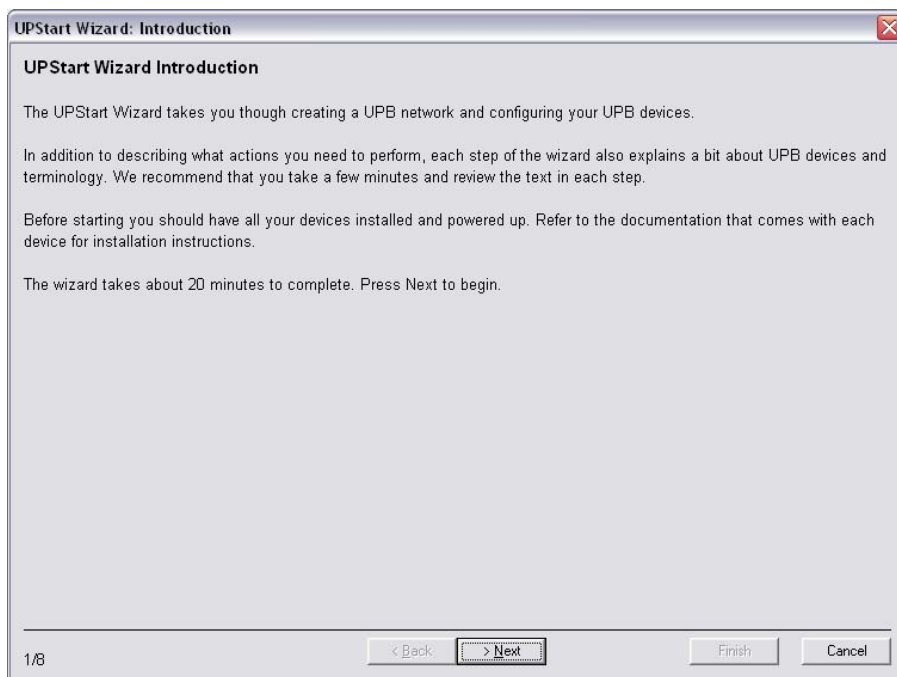 UPStart Wizard: Introduction
UPStart Wizard Introduction
The UPStart Wizard takes you though creating a UPB network and configuring your UPB devices.
In addition to describing what actions you need to perform, each step of the wizard also explains a bit about UPB devices and
terminology. We recommend that you take a few minutes and review the text in each step.
Before starting you should have all your devices installed and powered up. Refer to the documentation that comes with each
device for installation instructions.
The wizard takes about 20 minutes to complete. Press Next to begin.
1/8
< Back
> Next
Finish
Cancel